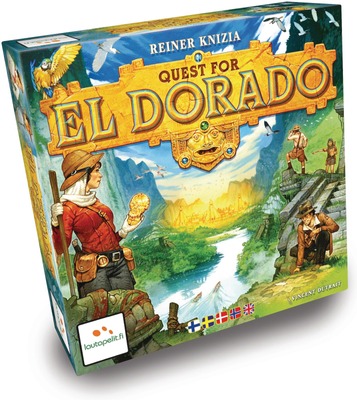 REINER KNIZIA
QUEST FOR
EL DORADO
VINCENT DUTRAIT
lautapelit.fi